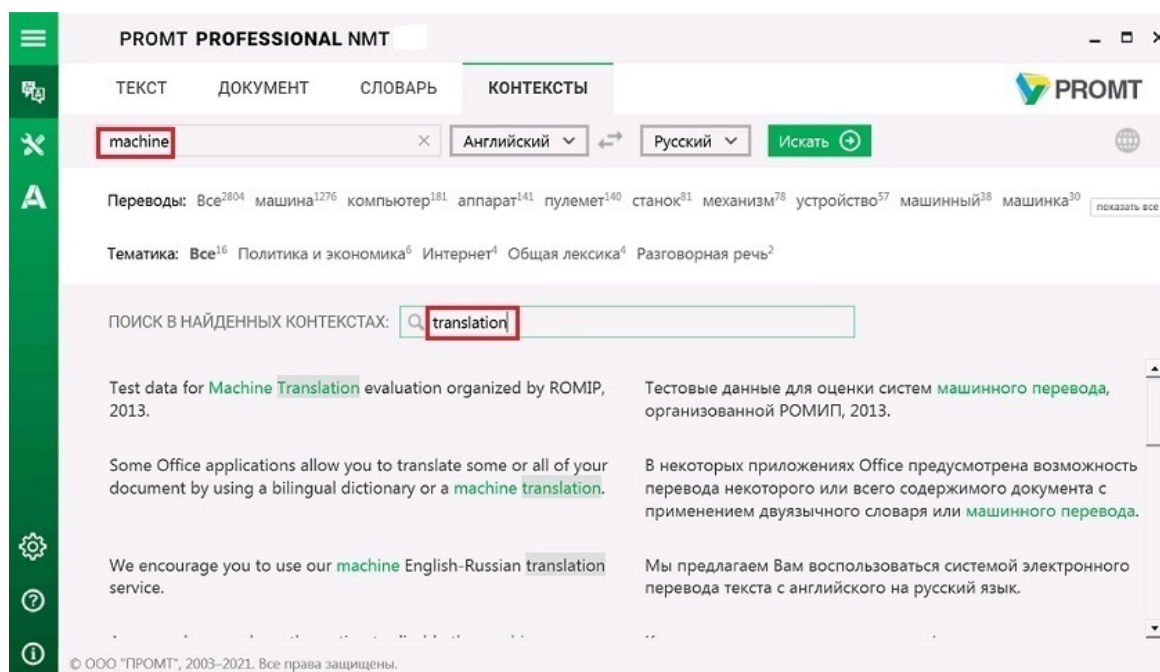 PROMT PROFESSIONAL NMT
ТЕКСТ ДОКУМЕНТ СЛОВАРЬ КОНТЕКСТЫ
PROMT
machine Английский Русский Искать
Переводы: Все2804 машина1276 компьютер181 аппарат141 пулемет140 станок81 механизм78 устройство57 машинный38 машинка30 показать все
Тематика: Все16 Политика и экономика6 Интернет4 Общая лексика4 Разговорная речь2
ПОИСК В НАЙДЕННЫХ КОНТЕКСТАХ: translation
Test data for Machine Translation evaluation organized by ROMIP,
2013.
Тестовые данные для оценки систем машинного перевода,
организованной РОМИП, 2013.
Some Office applications allow you to translate some or all of your
document by using a bilingual dictionary or a machine translation.
В некоторых приложениях Office предусмотрена возможность
перевода некоторого или всего содержимого документа с
применением двуязычного словаря или машинного перевода.
We encourage you to use our machine English-Russian translation
service.
Мы предлагаем Вам воспользоваться системой электронного
перевода текста с английского на русский язык.
© ООО "ПРОМТ", 2003–2021. Все права защищены.